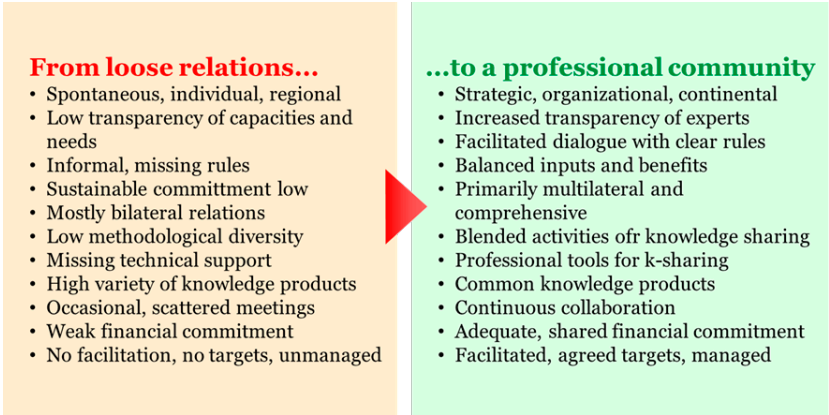 From loose relations...
• Spontaneous, individual, regional
• Low transparency of capacities and
needs
• Informal, missing rules
• Sustainable committment low
• Mostly bilateral relations
• Low methodological diversity
• Missing technical support
• High variety of knowledge products
• Occasional, scattered meetings
• Weak financial commitment
• No facilitation, no targets, unmanaged
...to a professional community
• Strategic, organizational, continental
• Increased transparency of experts
• Facilitated dialogue with clear rules
• Balanced inputs and benefits
• Primarily multilateral and
comprehensive
• Blended activities ofr knowledge sharing
• Professional tools for k-sharing
• Common knowledge products
• Continuous collaboration
• Adequate, shared financial commitment
• Facilitated, agreed targets, managed